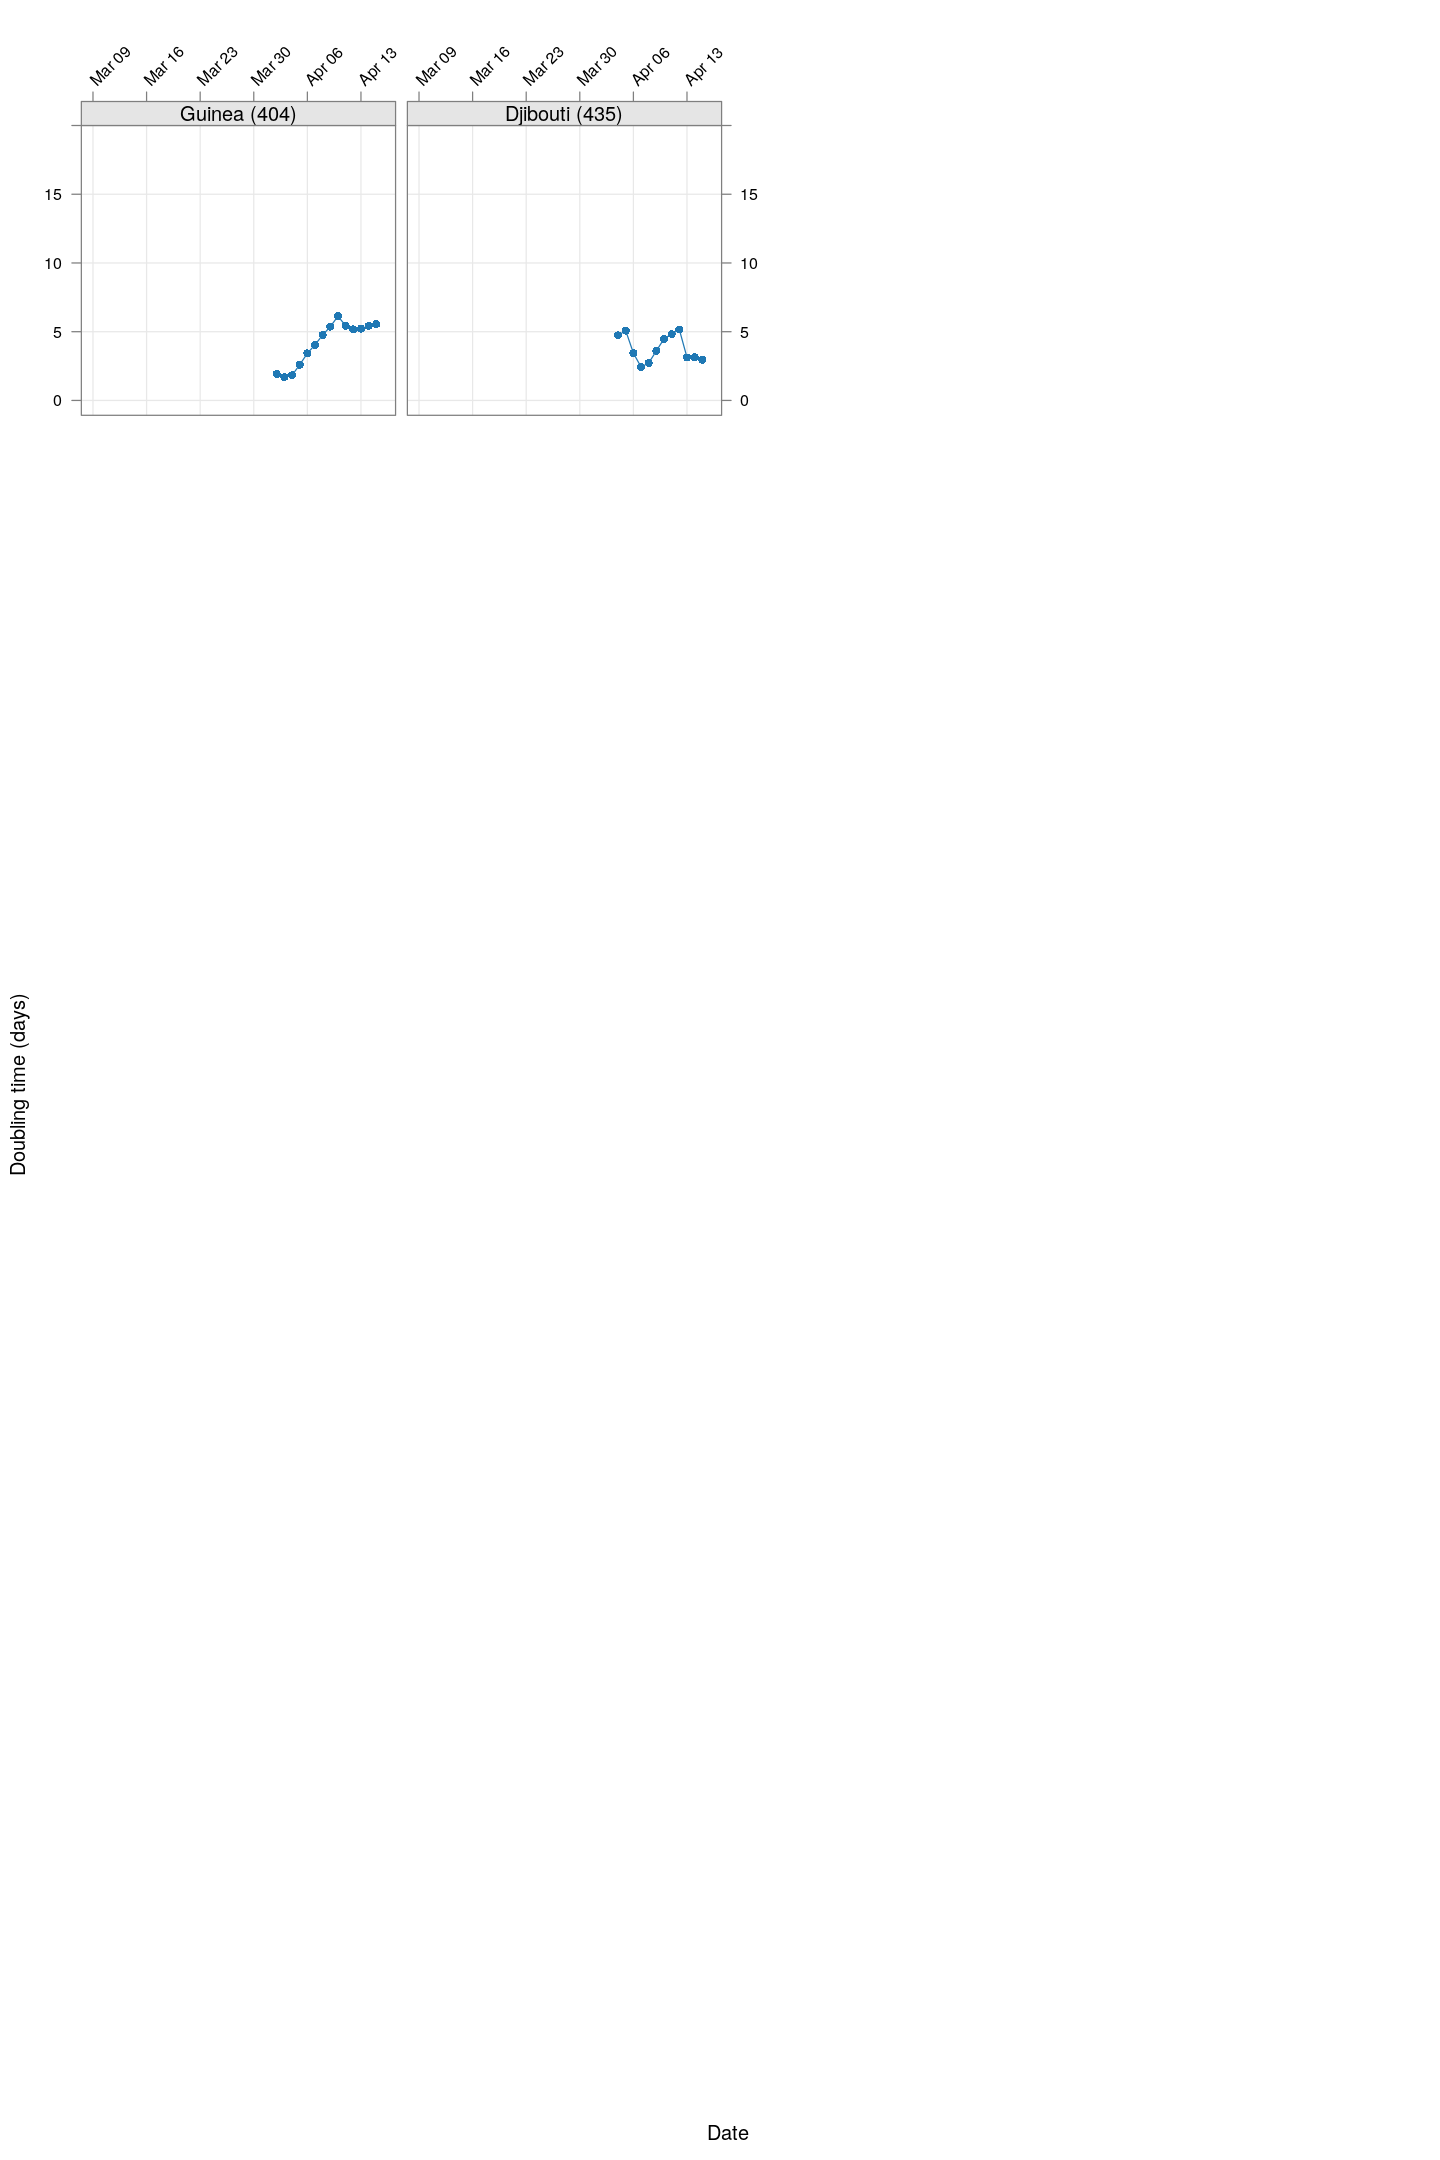 Mar 09 Mar 16 Mar 23 Mar 30 Apr 06 Apr 13 Mar 09 Mar 16 Mar 23 Mar 30 Apr 06 Apr 13
Guinea (404) Djibouti (435)
15 15
10 10
5 5
0 0
Doubling time (days)
Date